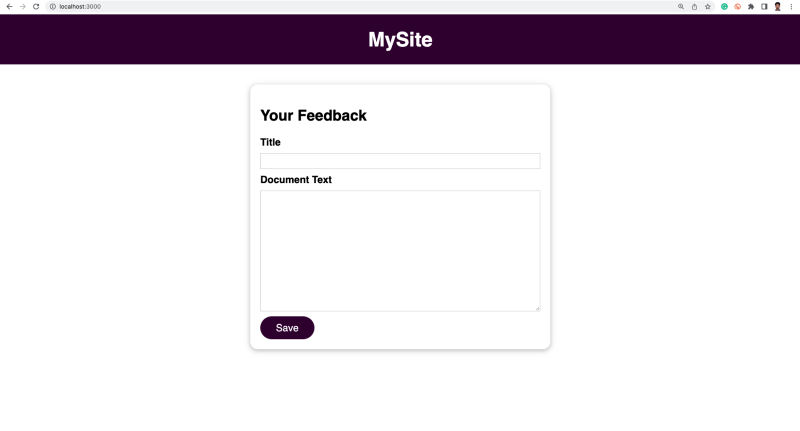 localhost:3000
MySite
Your Feedback
Title
Document Text
Save